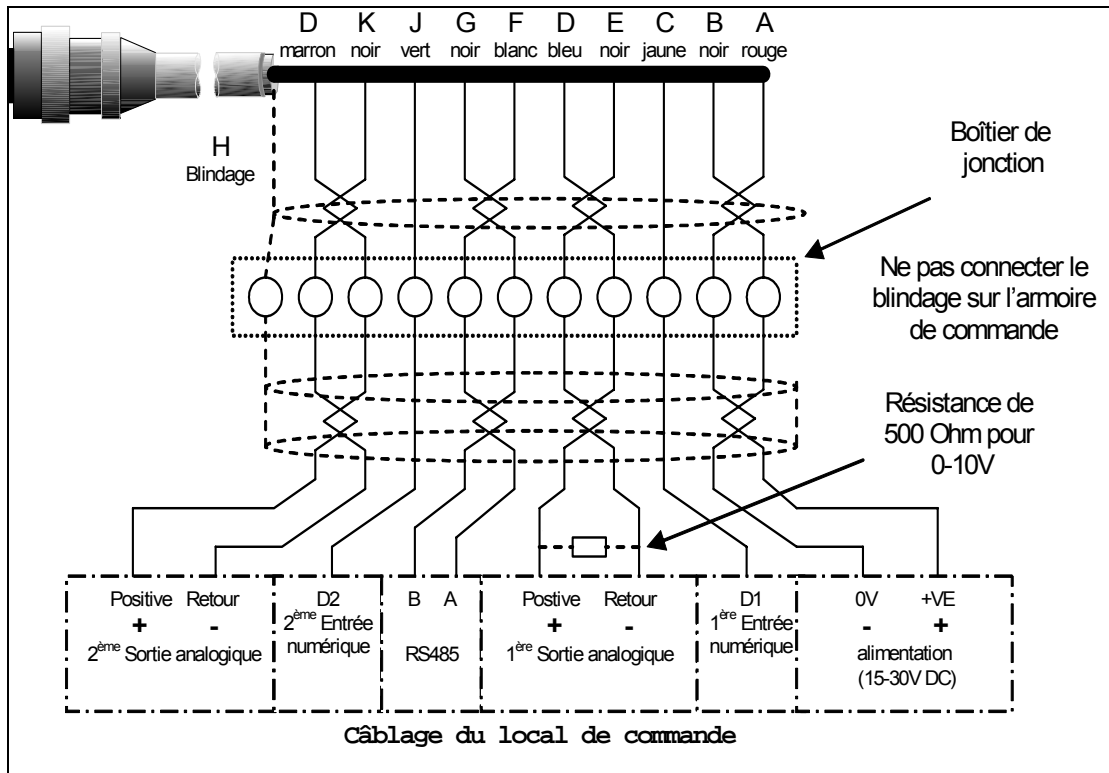 D K J G F D E C B A
marron noir vert noir blanc bleu noir jaune noir rouge
H
Blindage
Boîtier de
jonction
Ne pas connecter le
blindage sur l'armoire
de commande
Résistance de
500 Ohm pour
0-10V
Positive Retour
+ -
2ème Sortie analogique
D2
2ème Entrée
numérique
B A
RS485
Postive Retour
+ -
1ère Sortie analogique
D1
1ère Entrée
numérique
0V +VE
- +
alimentation
(15-30V DC)
Câblage du local de commande